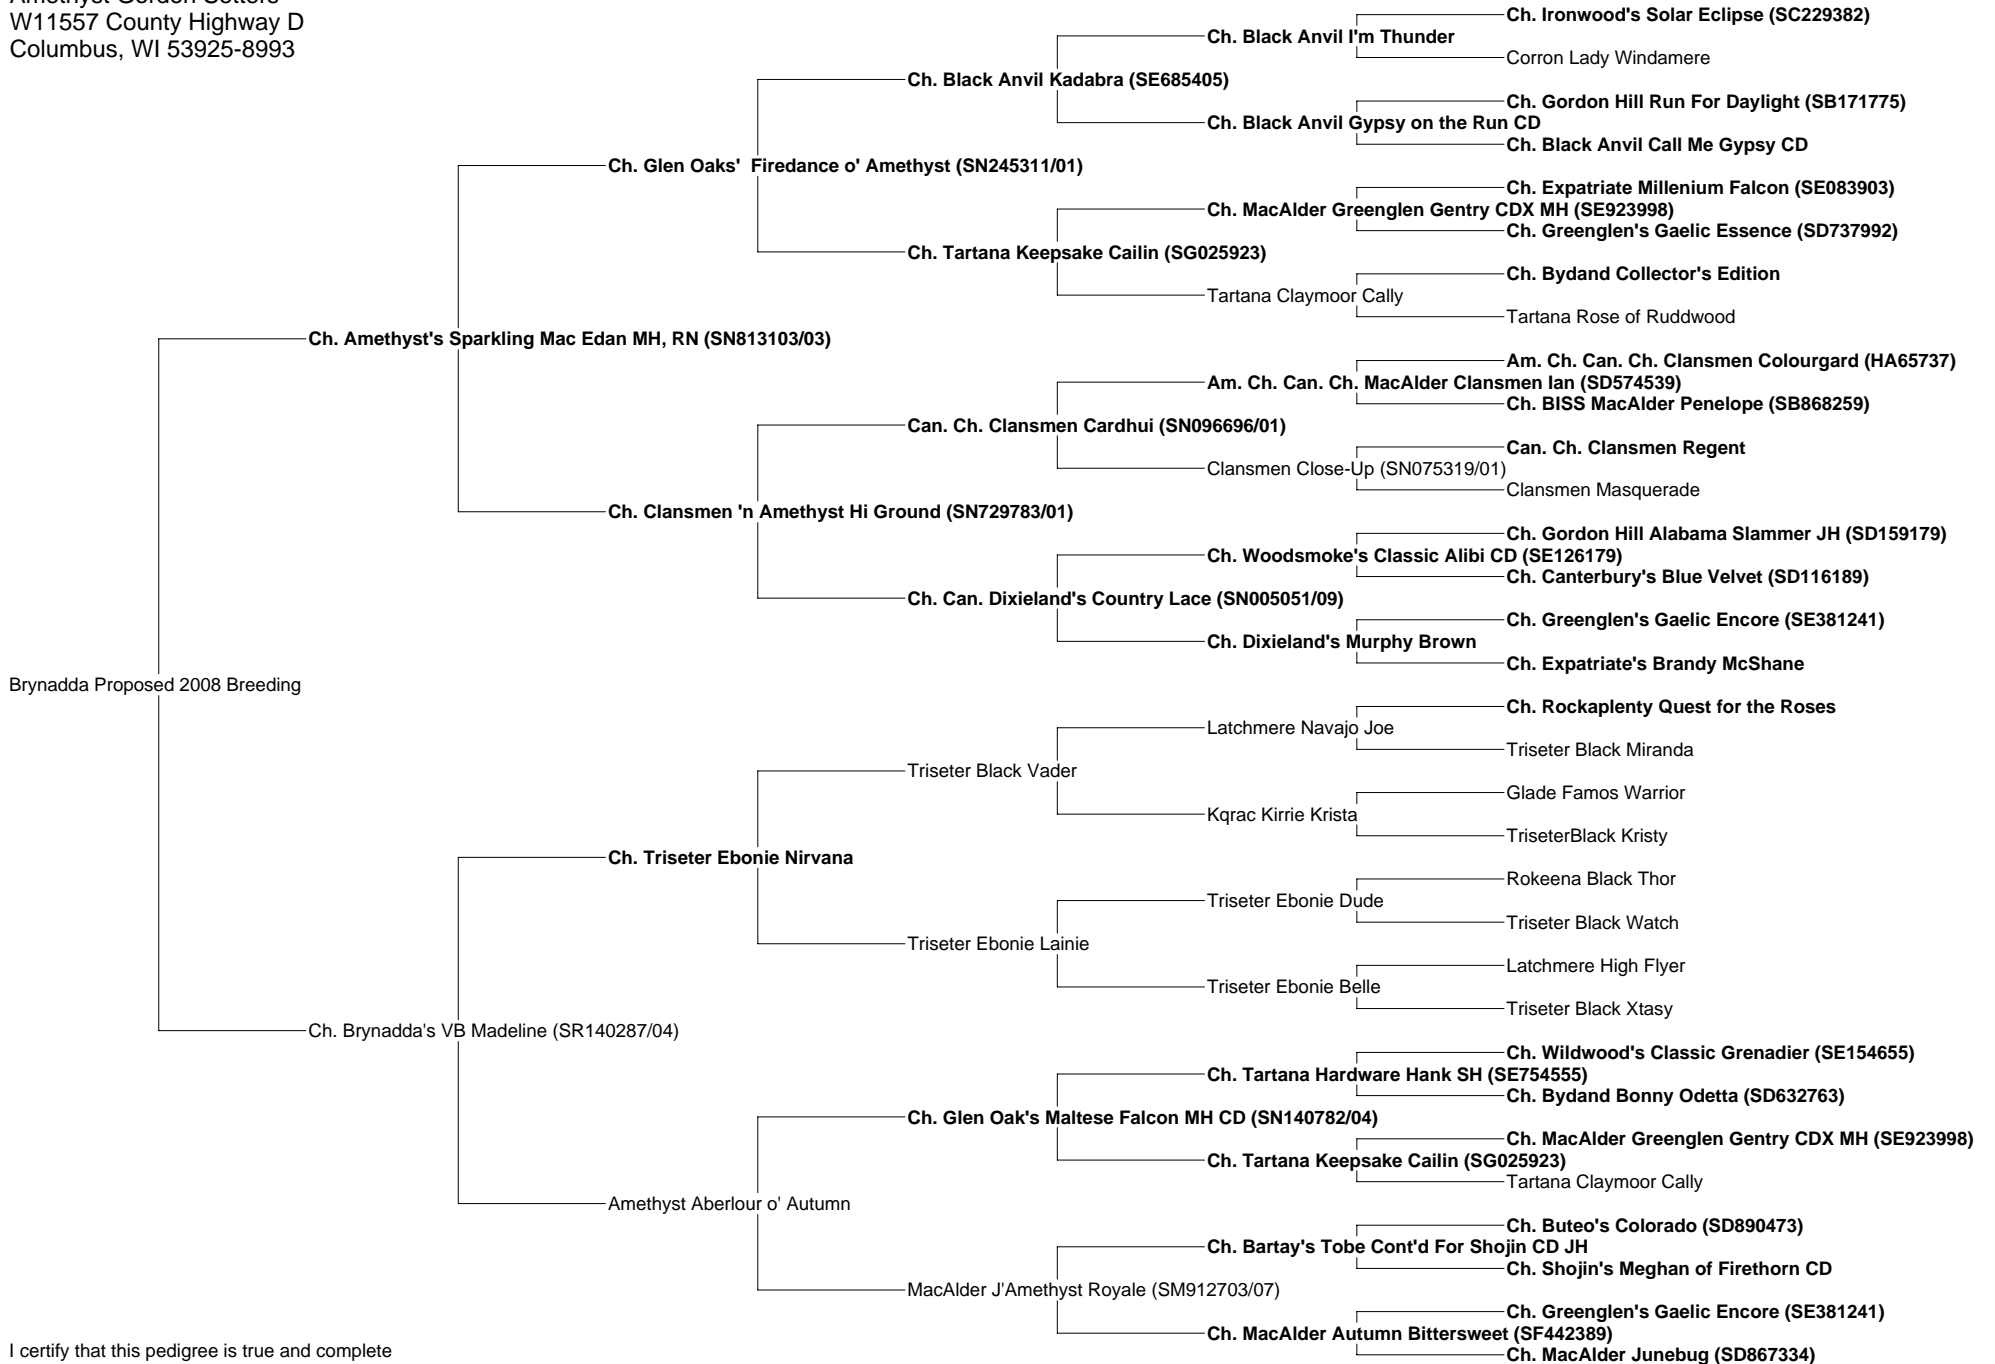 Amethyst Gordon Setters
W11557 County Highway D
Columbus, WI 53925-8993
Ch. Ironwood's Solar Eclipse (SC229382)
Ch. Black Anvil I'm Thunder
Corron Lady Windamere
Ch. Black Anvil Kadabra (SE685405)
Ch. Gordon Hill Run For Daylight (SB171775)
Ch. Black Anvil Gypsy on the Run CD
Ch. Black Anvil Call Me Gypsy CD
Ch. Glen Oaks'  Firedance o' Amethyst (SN245311/01)
Ch. Expatriate Millenium Falcon (SE083903)
Ch. MacAlder Greenglen Gentry CDX MH (SE923998)
Ch. Greenglen's Gaelic Essence (SD737992)
Ch. Tartana Keepsake Cailin (SG025923)
Ch. Bydand Collector's Edition
Tartana Claymoor Cally
Tartana Rose of Ruddwood
Ch. Amethyst's Sparkling Mac Edan MH, RN (SN813103/03)
Am. Ch. Can. Ch. Clansmen Colourgard (HA65737)
Am. Ch. Can. Ch. MacAlder Clansmen Ian (SD574539)
Ch. BISS MacAlder Penelope (SB868259)
Can. Ch. Clansmen Cardhui (SN096696/01)
Can. Ch. Clansmen Regent
Clansmen Close-Up (SN075319/01)
Clansmen Masquerade
Ch. Clansmen 'n Amethyst Hi Ground (SN729783/01)
Ch. Gordon Hill Alabama Slammer JH (SD159179)
Ch. Woodsmoke's Classic Alibi CD (SE126179)
Ch. Canterbury's Blue Velvet (SD116189)
Ch. Can. Dixieland's Country Lace (SN005051/09)
Ch. Greenglen's Gaelic Encore (SE381241)
Ch. Dixieland's Murphy Brown
Ch. Expatriate's Brandy McShane
Brynadda Proposed 2008 Breeding
Ch. Rockaplenty Quest for the Roses
Latchmere Navajo Joe
Triseter Black Miranda
Triseter Black Vader
Glade Famos Warrior
Kqrac Kirrie Krista
TriseterBlack Kristy
Ch. Triseter Ebonie Nirvana
Rokeena Black Thor
Triseter Ebonie Dude
Triseter Black Watch
Triseter Ebonie Lainie
Latchmere High Flyer
Triseter Ebonie Belle
Triseter Black Xtasy
Ch. Brynadda's VB Madeline (SR140287/04)
Ch. Wildwood's Classic Grenadier (SE154655)
Ch. Tartana Hardware Hank SH (SE754555)
Ch. Bydand Bonny Odetta (SD632763)
Ch. Glen Oak's Maltese Falcon MH CD (SN140782/04)
Ch. MacAlder Greenglen Gentry CDX MH (SE923998)
Ch. Tartana Keepsake Cailin (SG025923)
Tartana Claymoor Cally
Amethyst Aberlour o' Autumn
Ch. Buteo's Colorado (SD890473)
Ch. Bartay's Tobe Cont'd For Shojin CD JH
Ch. Shojin's Meghan of Firethorn CD
MacAlder J'Amethyst Royale (SM912703/07)
Ch. Greenglen's Gaelic Encore (SE381241)
Ch. MacAlder Autumn Bittersweet (SF442389)
Ch. MacAlder Junebug (SD867334)
I certify that this pedigree is true and complete